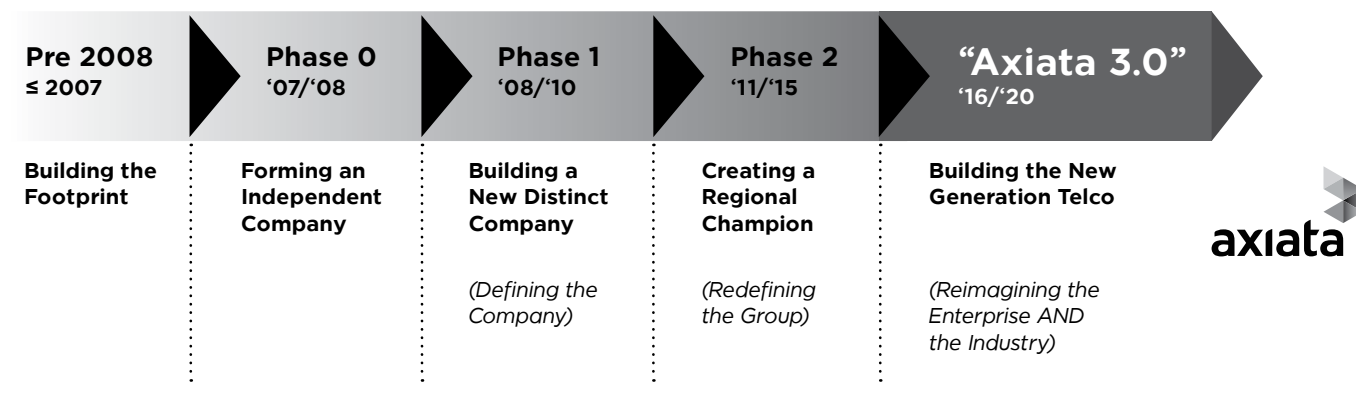 Pre 2008
≤ 2007
Phase 0
‘07/‘08
Phase 1
‘08/‘10
Phase 2
‘11/‘15
“Axiata 3.0”
‘16/‘20
Building the
Footprint
Forming an
Independent
Company
Building a
New Distinct
Company
(Defining the
Company)
Creating a
Regional
Champion
(Redefining
the Group)
Building the New
Generation Telco
(Reimagining the
Enterprise AND
the Industry)
axiata